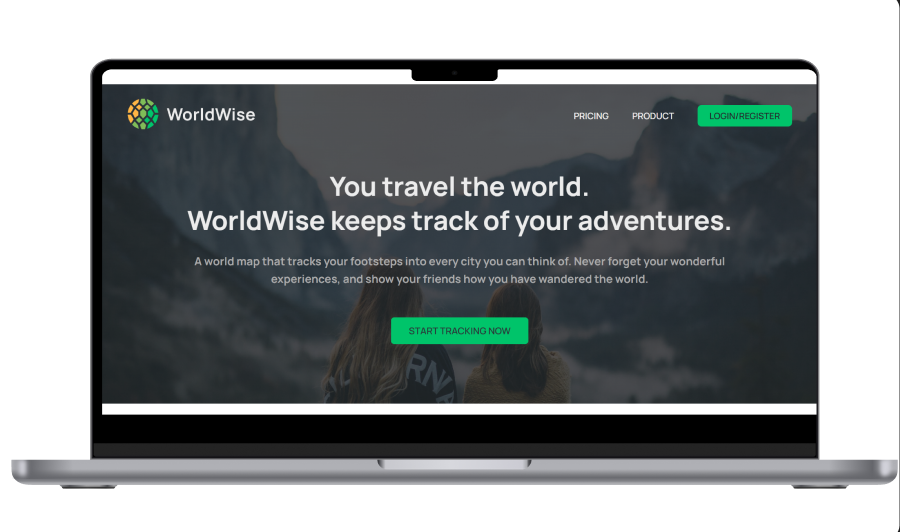 WorldWise
PRICING
PRODUCT
LOGIN/REGISTER
You travel the world.
WorldWise keeps track of your adventures.
A world map that tracks your footsteps into every city you can think of. Never forget your wonderful
experiences, and show your friends how you have wandered the world.
START TRACKING NOW